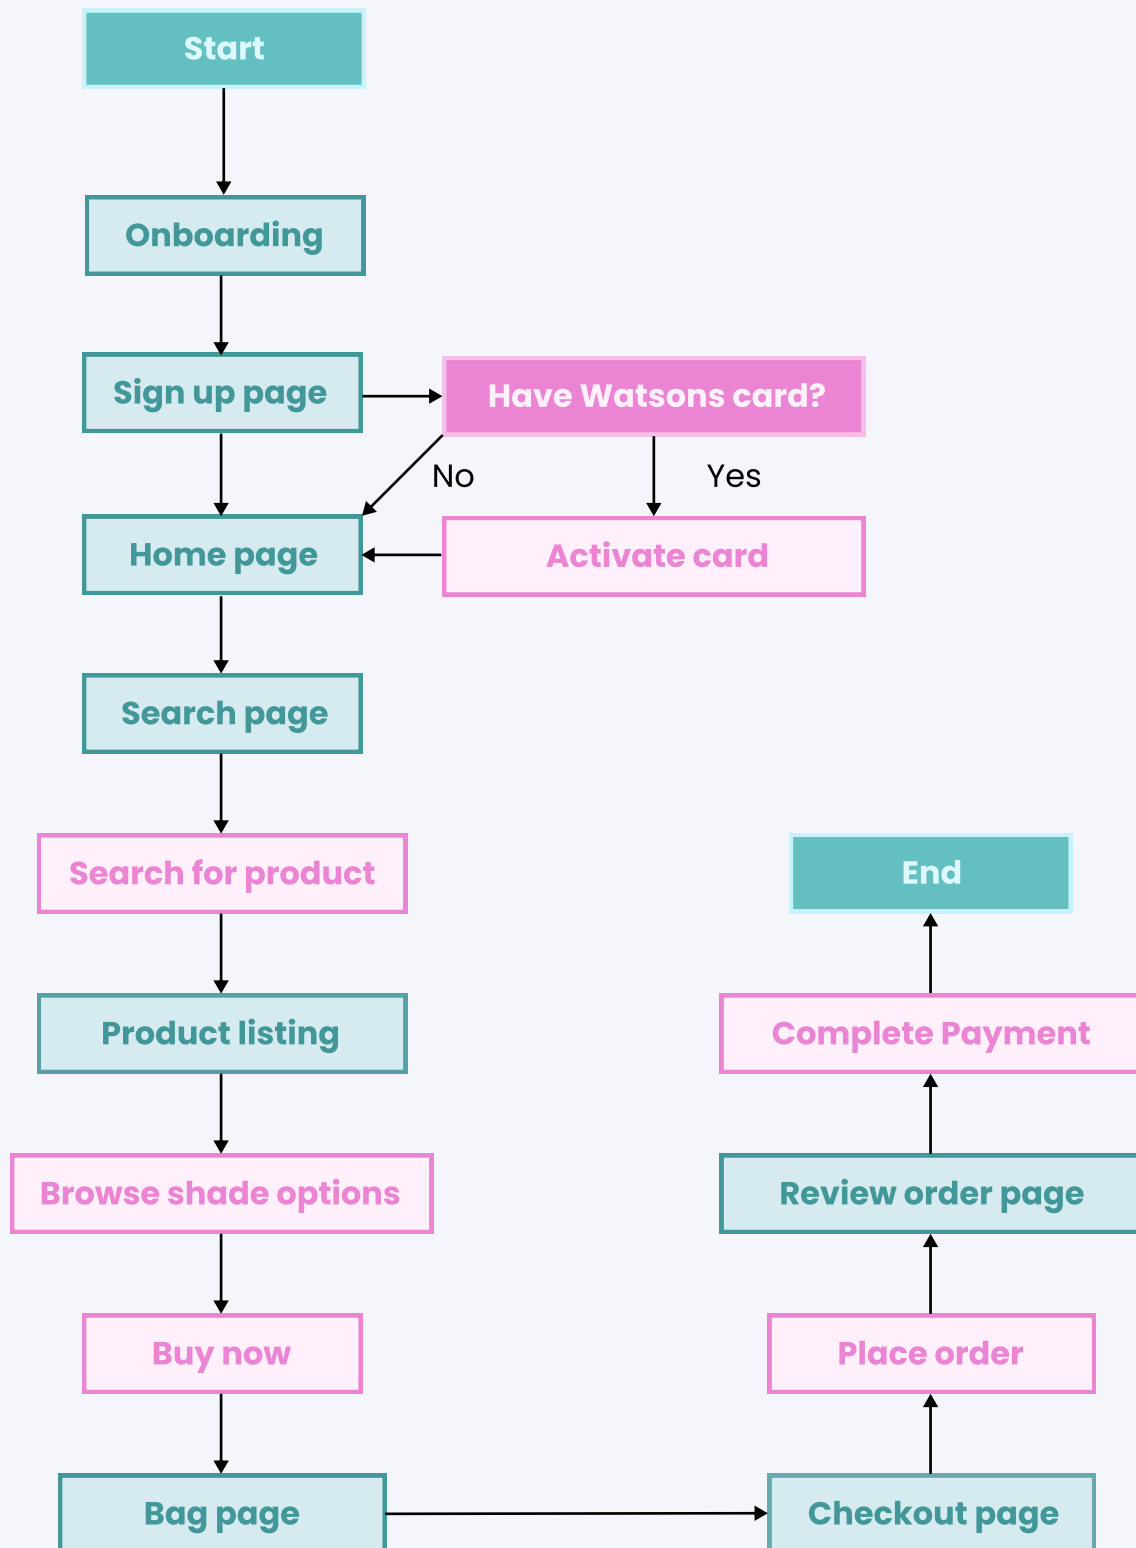 Start
Onboarding
Sign up page
Have Watsons card?
No
Yes
Home page
Activate card
Search page
Search for product
End
Product listing
Complete Payment
Browse shade options
Review order page
Buy now
Place order
Bag page
Checkout page